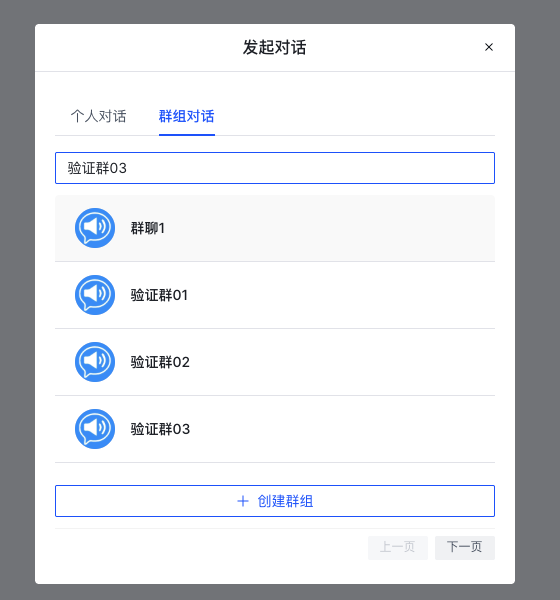 发起对话
×
个人对话 群组对话
验证群03
群聊1
验证群01
验证群02
验证群03
+ 创建群组
上一页 下一页